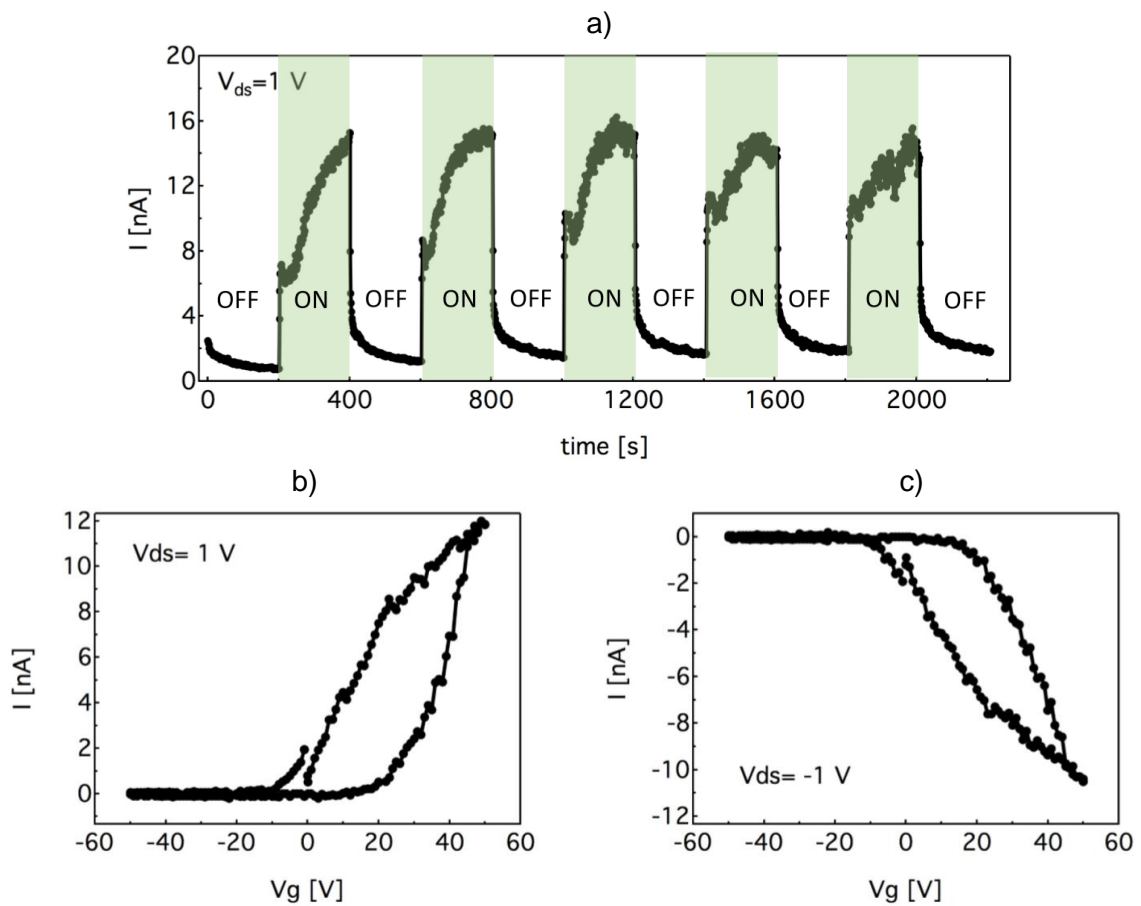 a)
20
16
12
8
4
0
I [nA]
V_ds=1 V
OFF ON OFF ON OFF ON OFF ON OFF ON OFF
0 400 800 1200 1600 2000
time [s]
b)
12
10
8
6
4
2
0
I [nA]
Vds= 1 V
-60 -40 -20 0 20 40 60
Vg [V]
c)
0
-2
-4
-6
-8
-10
-12
I [nA]
Vds= -1 V
-60 -40 -20 0 20 40 60
Vg [V]